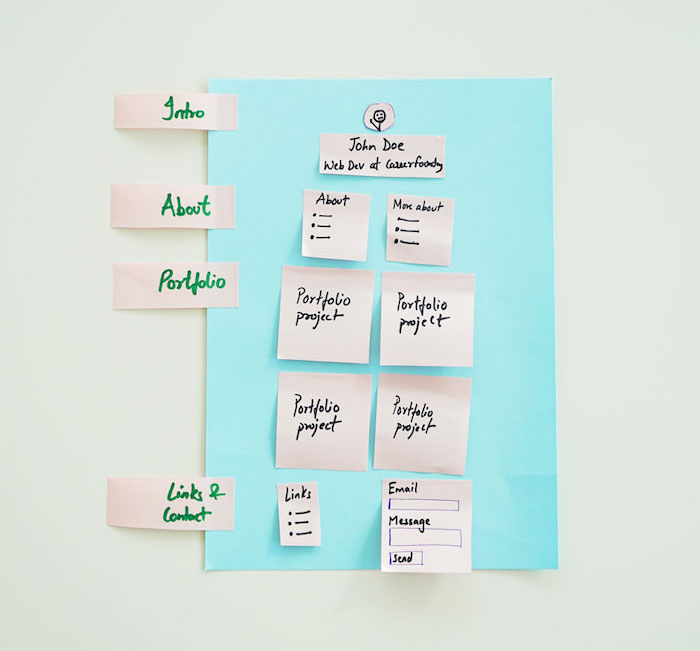 Intro
John Doe
Web Dev at Careerfoundry
About
About
More about
Portfolio
Portfolio
project
Portfolio
project
Portfolio
project
Portfolio
project
Links &
Contact
Links
Email
Message
Send